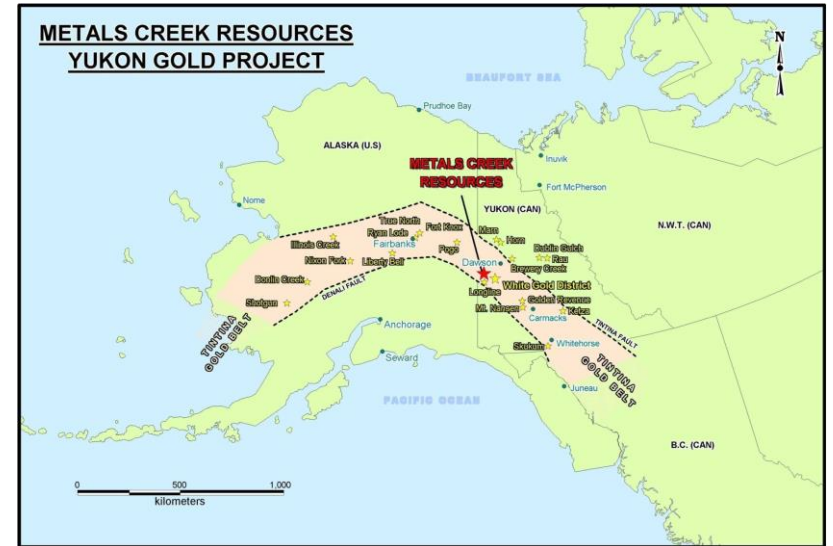 METALS CREEK RESOURCES
YUKON GOLD PROJECT
N
BEAUFORT SEA
Prudhoe Bay
ALASKA (U.S)
METALS CREEK
RESOURCES
Inuvik
Fort McPherson
YUKON (CAN)
N.W.T. (CAN)
Nome
True North
Ryan Lode
Fort Knox
Fairbanks
Illinois Creek
Nixon Fork
Liberty Bell
Pogo
Marn
Horn
Dublin Gulch
Rau
Brewery Creek
Dawson
White Gold District
Longline
Golden Revenue
Mt. Nansen
Carmacks
Ketza
Donlin Creek
Shotgun
DENALI FAULT
TINTINA FAULT
TINTINA
GOLD BELT
Anchorage
Seward
Skukum
Whitehorse
Juneau
TINTINA
GOLD BELT
PACIFIC OCEAN
B.C. (CAN)
0 500 1,000
kilometers